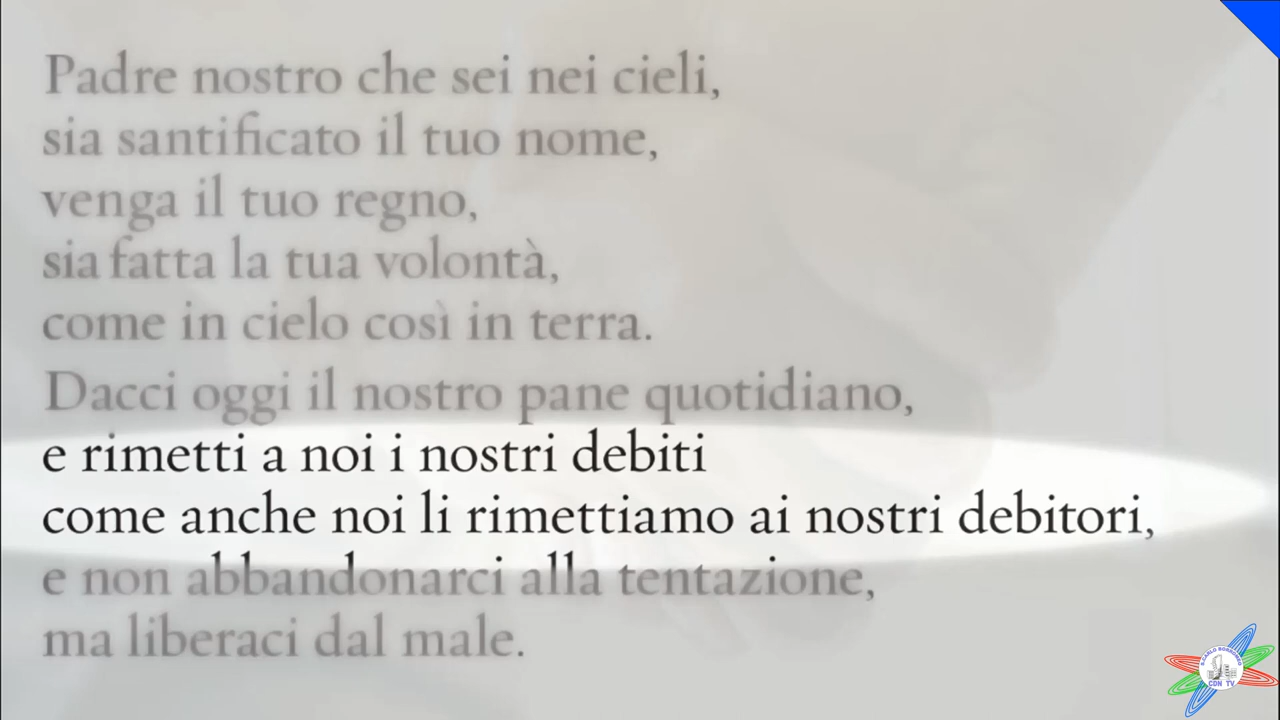 Padre nostro che sei nei cieli,
sia santificato il tuo nome,
venga il tuo regno,
sia fatta la tua volontà,
come in cielo così in terra.
Dacci oggi il nostro pane quotidiano,
e rimetti a noi i nostri debiti
come anche noi li rimettiamo ai nostri debitori,
e non abbandonarci alla tentazione,
ma liberaci dal male.
CDN TV